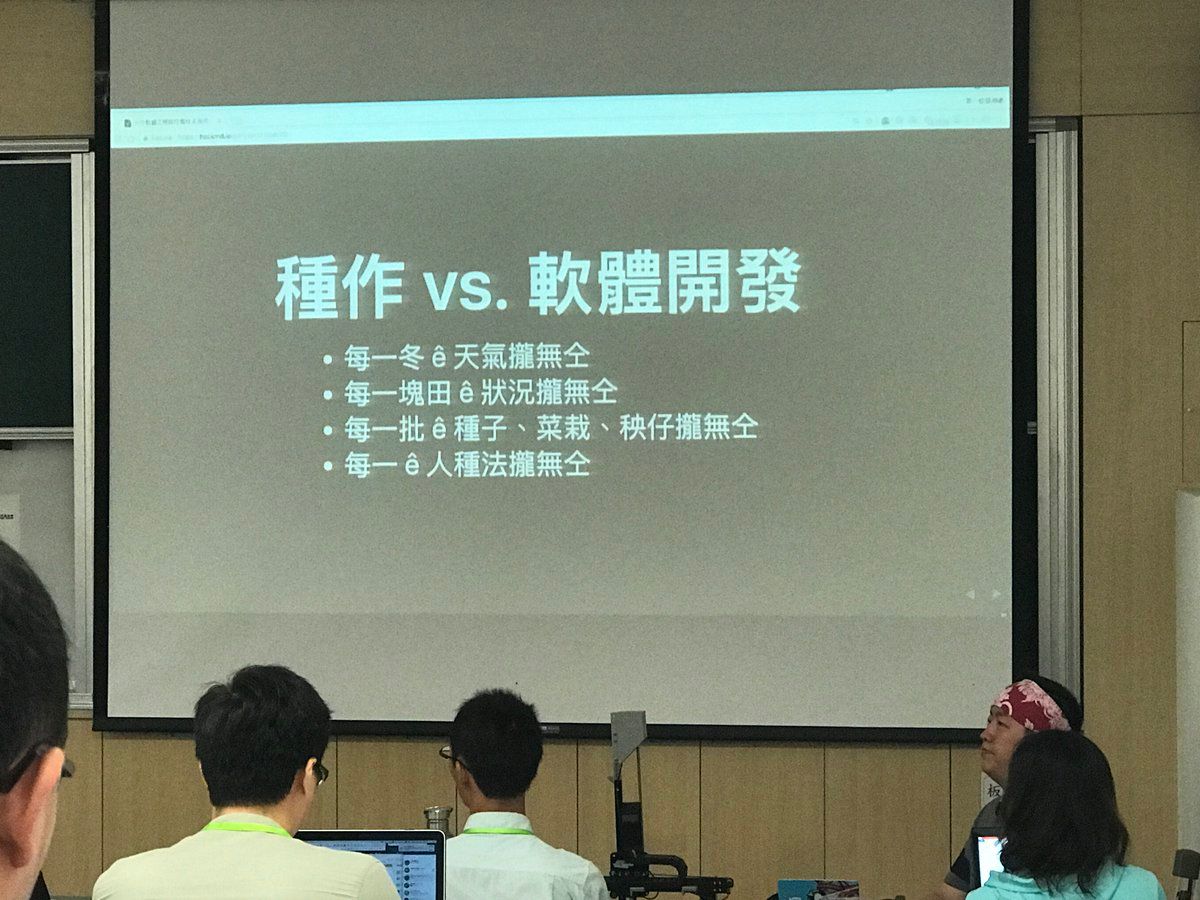 種作 vs. 軟體開發
• 每一冬 ê 天氣攏無仝
• 每一塊田 ê 狀況攏無仝
• 每一批 ê 種子、菜栽、秧仔攏無仝
• 每一 ê 人種法攏無仝
板